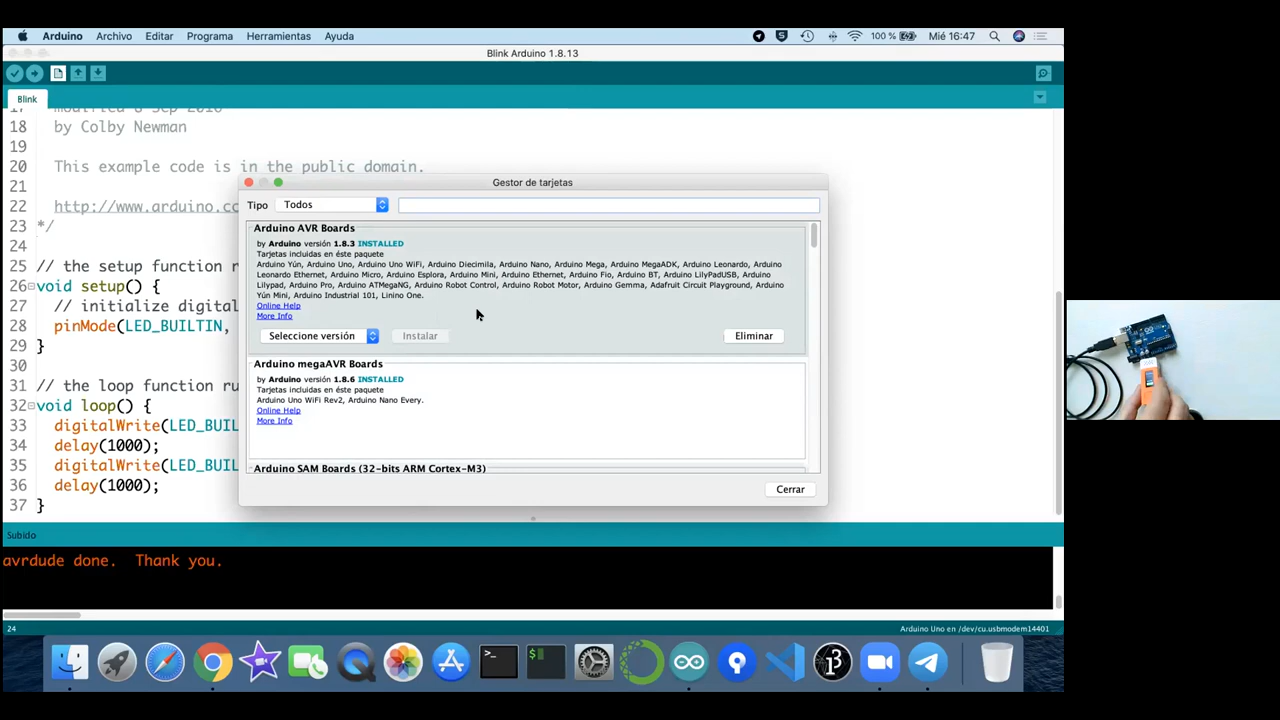 Arduino Archivo Editar Programa Herramientas Ayuda 100 % Mié 16:47
Blink Arduino 1.8.13
Blink
17 modified 8 Sep 2016
18 by Colby Newman
19
20 This example code is in the public domain.
21
22 http://www.arduino.cc
23 */
24
25 // the setup function r
26 void setup() {
27 // initialize digital
28 pinMode(LED_BUILTIN,
29 }
30
31 // the loop function ru
32 void loop() {
33 digitalWrite(LED_BUIL
34 delay(1000);
35 digitalWrite(LED_BUIL
36 delay(1000);
37 }
Gestor de tarjetas
Tipo Todos
Arduino AVR Boards
by Arduino versión 1.8.3 INSTALLED
Tarjetas incluidas en éste paquete
Arduino Yún, Arduino Uno, Arduino Uno WiFi, Arduino Diecimila, Arduino Nano, Arduino Mega, Arduino MegaADK, Arduino Leonardo, Arduino
Leonardo Ethernet, Arduino Micro, Arduino Esplora, Arduino Mini, Arduino Ethernet, Arduino Fio, Arduino BT, Arduino LilyPadUSB, Arduino
Lilypad, Arduino Pro, Arduino ATMegaNG, Arduino Robot Control, Arduino Robot Motor, Arduino Gemma, Adafruit Circuit Playground, Arduino
Yún Mini, Arduino Industrial 101, Linino One.
Online Help
More Info
Seleccione versión Instalar Eliminar
Arduino megaAVR Boards
by Arduino versión 1.8.6 INSTALLED
Tarjetas incluidas en éste paquete
Arduino Uno WiFi Rev2, Arduino Nano Every.
Online Help
More Info
Arduino SAM Boards (32-bits ARM Cortex-M3)
Cerrar
Subido
avrdude done. Thank you.
24 Arduino Uno en /dev/cu.usbmodem14401